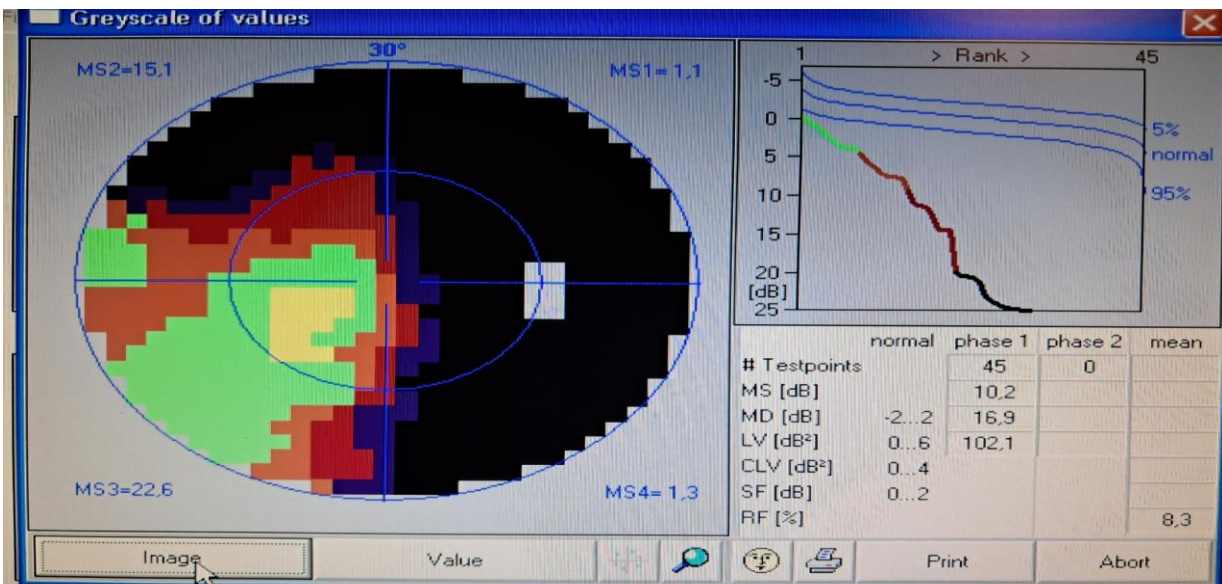 Greyscale of values
30°
MS2=15,1
MS1= 1,1
MS3=22,6
MS4= 1,3
1 > Rank > 45
-5
0
5
10
15
20
[dB]
25
5%
normal
95%
normal phase 1 phase 2 mean
# Testpoints 45 0
MS [dB] 10,2
MD [dB] -2...2 16,9
LV [dB²] 0...6 102,1
CLV [dB²] 0...4
SF [dB] 0...2
RF [%] 8,3
Image Value Print Abort